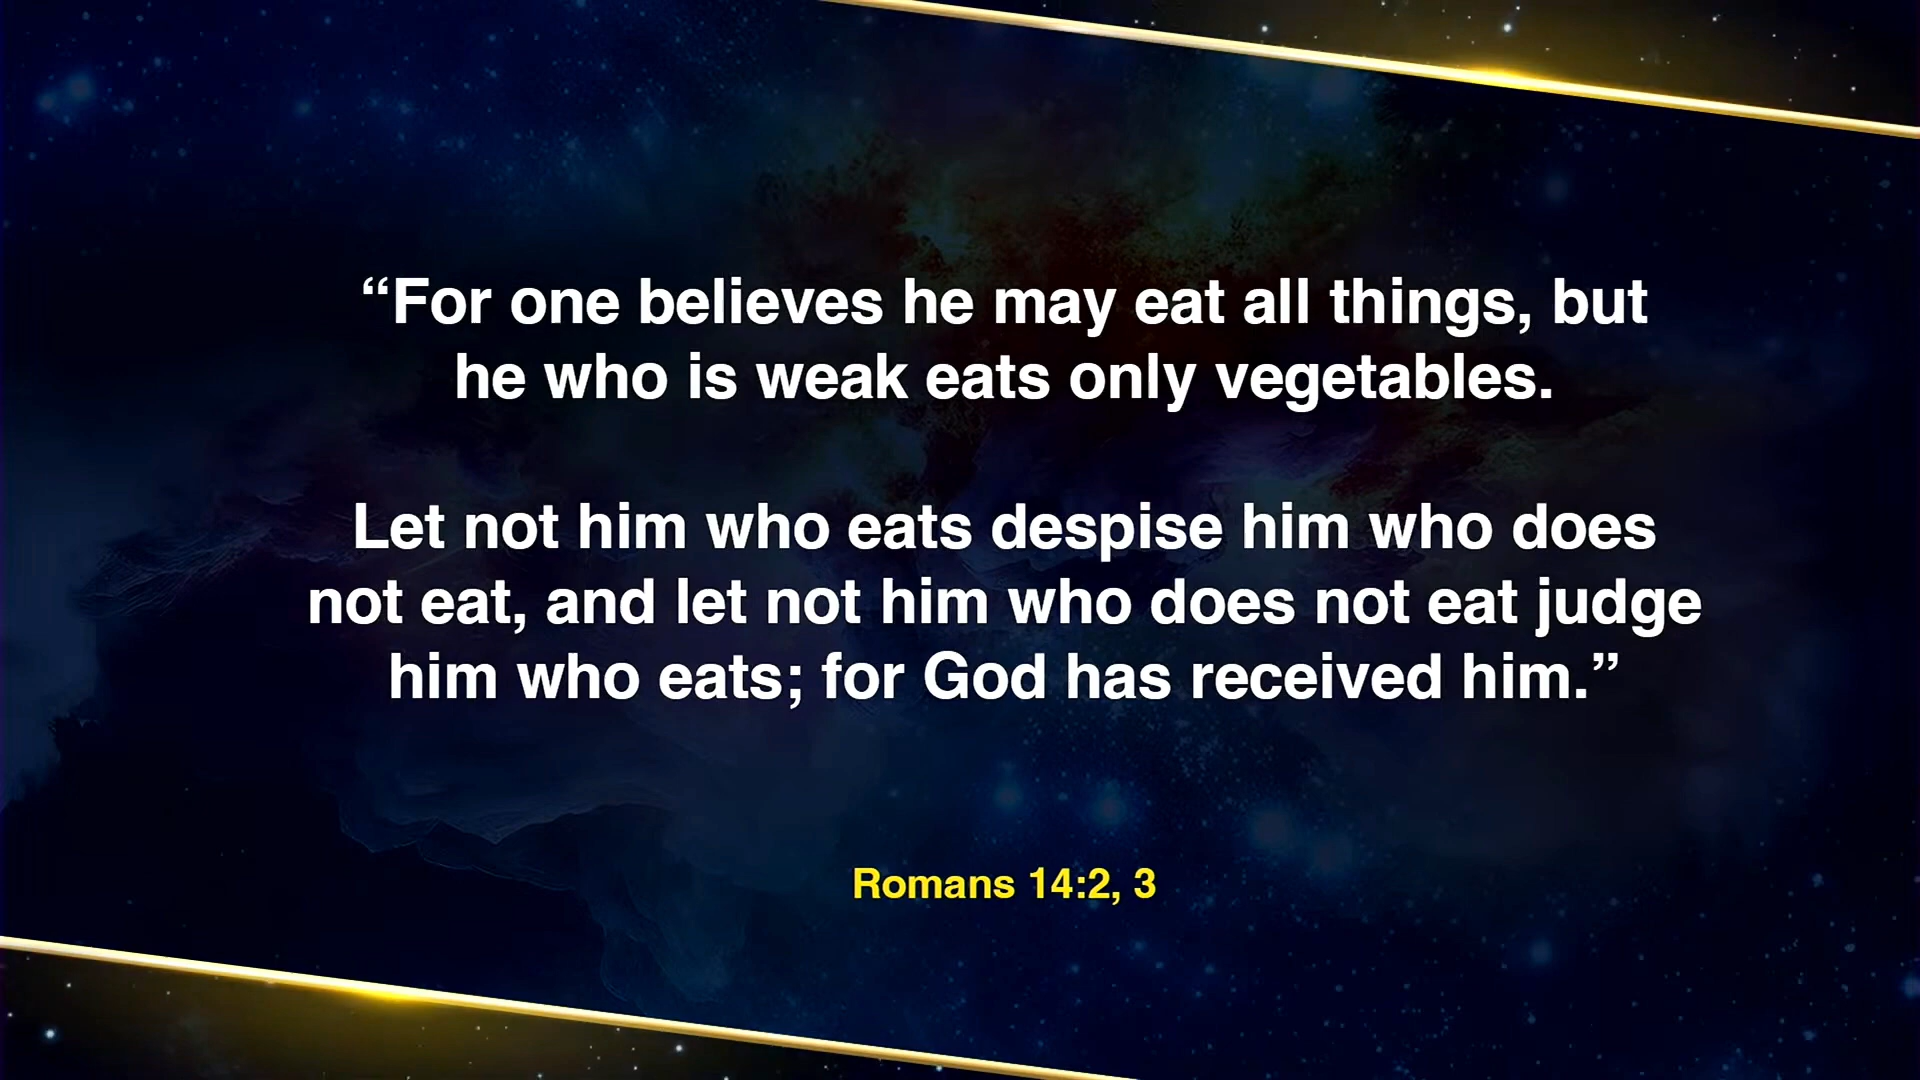 “For one believes he may eat all things, but
he who is weak eats only vegetables.
Let not him who eats despise him who does
not eat, and let not him who does not eat judge
him who eats; for God has received him.”
Romans 14:2, 3